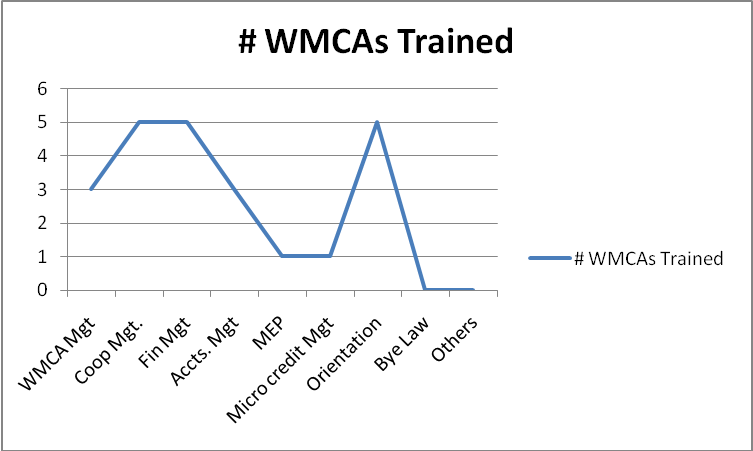 # WMCAs Trained
6
5
4
3
2
1
0
WMCA Mgt
Coop Mgt.
Fin Mgt
Accts. Mgt
MEP
Micro credit Mgt
Orientation
Bye Law
Others
# WMCAs Trained